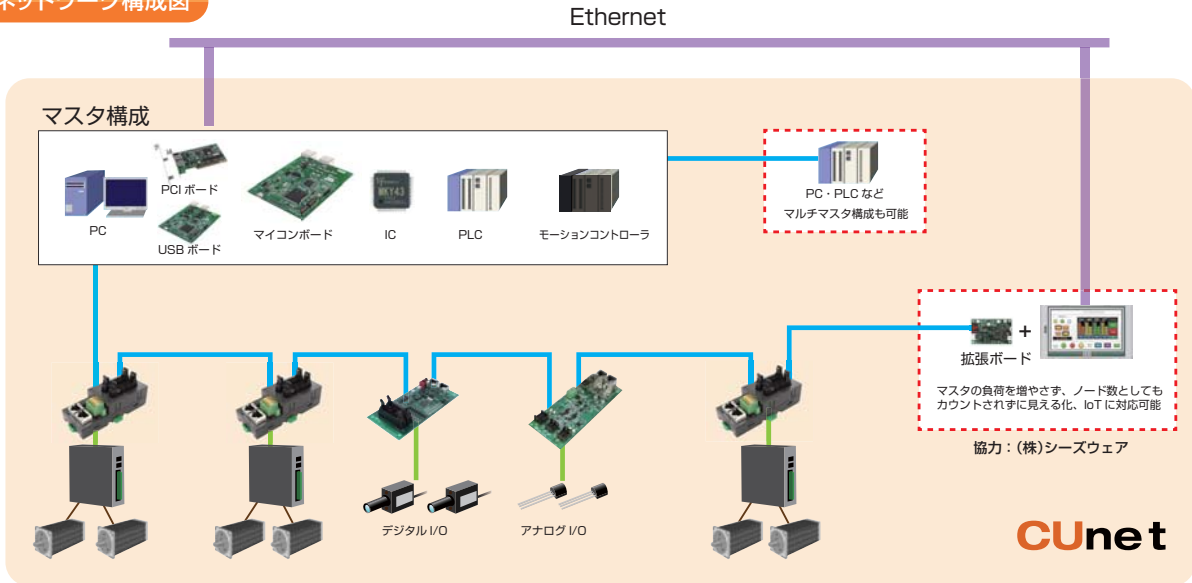 ネットワーク構成図
Ethernet
マスタ構成
PC
PCI ボード
USB ボード
マイコンボード
MKY43
IC
PLC
モーションコントローラ
PC・PLC など
マルチマスタ構成も可能
+
拡張ボード
マスタの負荷を増やさず、ノード数としても
カウントされずに見える化、IoT に対応可能
協力：（株）シーズウェア
デジタル I/O
アナログ I/O
CUnet